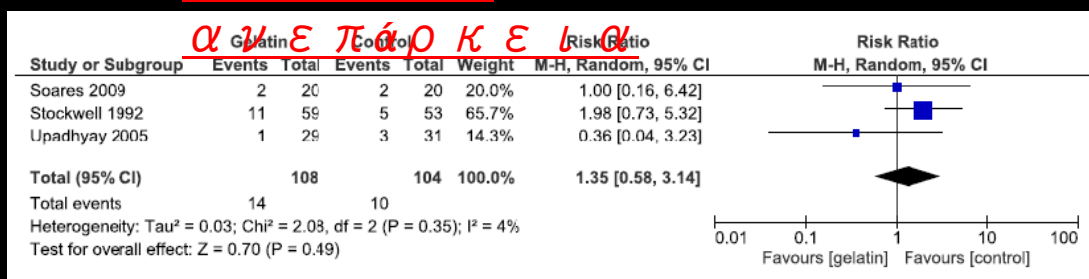 α ν ε π ά ρ κ ε ι α
Gelatin Control Risk Ratio Risk Ratio
Study or Subgroup Events Total Events Total Weight M-H, Random, 95% CI M-H, Random, 95% CI
Soares 2009 2 20 2 20 20.0% 1.00 [0.16, 6.42]
Stockwell 1992 11 59 5 53 65.7% 1.98 [0.73, 5.32]
Upadhyay 2005 1 29 3 31 14.3% 0.36 [0.04, 3.23]
Total (95% CI) 108 104 100.0% 1.35 [0.58, 3.14]
Total events 14 10
Heterogeneity: Tau² = 0.03; Chi² = 2.08, df = 2 (P = 0.35); I² = 4%
Test for overall effect: Z = 0.70 (P = 0.49)
0.01 0.1 1 10 100
Favours [gelatin] Favours [control]